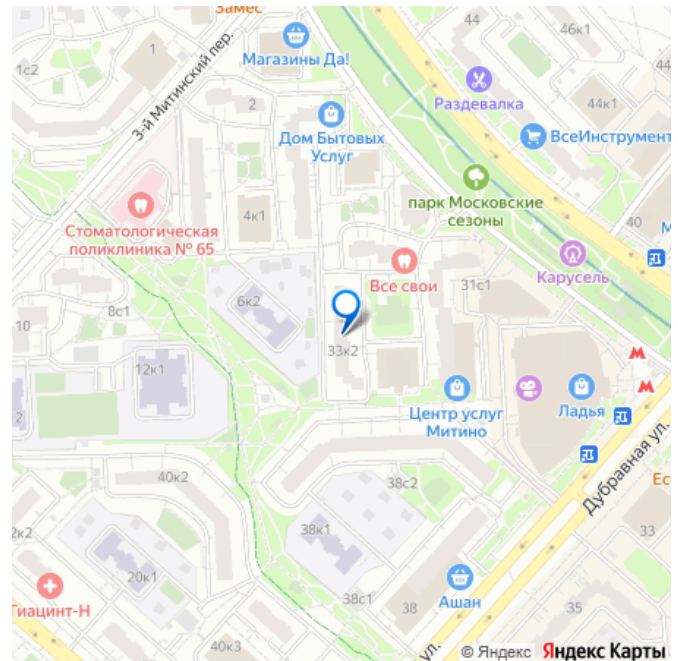 Замес
44
46к1
1
Магазины Да!
1с2
3-й Митинский пер.
44
Раздевалка
44к1
2
Дом Бытовых
Услуг
ВсеИнструмент
парк Московские
сезоны
4к1
40
Стоматологическая
поликлиника № 65
Все свои
Карусель
31с1
6к2
8с1
10
33к2
12к1
Центр услуг
Митино
Ладья
2
Дубравная ул.
40к2
38с2
Ес
2к2
38к1
33
20к1
Гиацинт-Н
38с1
38
Ашан
35
40к3
ул.
© Яндекс Яндекс Карты